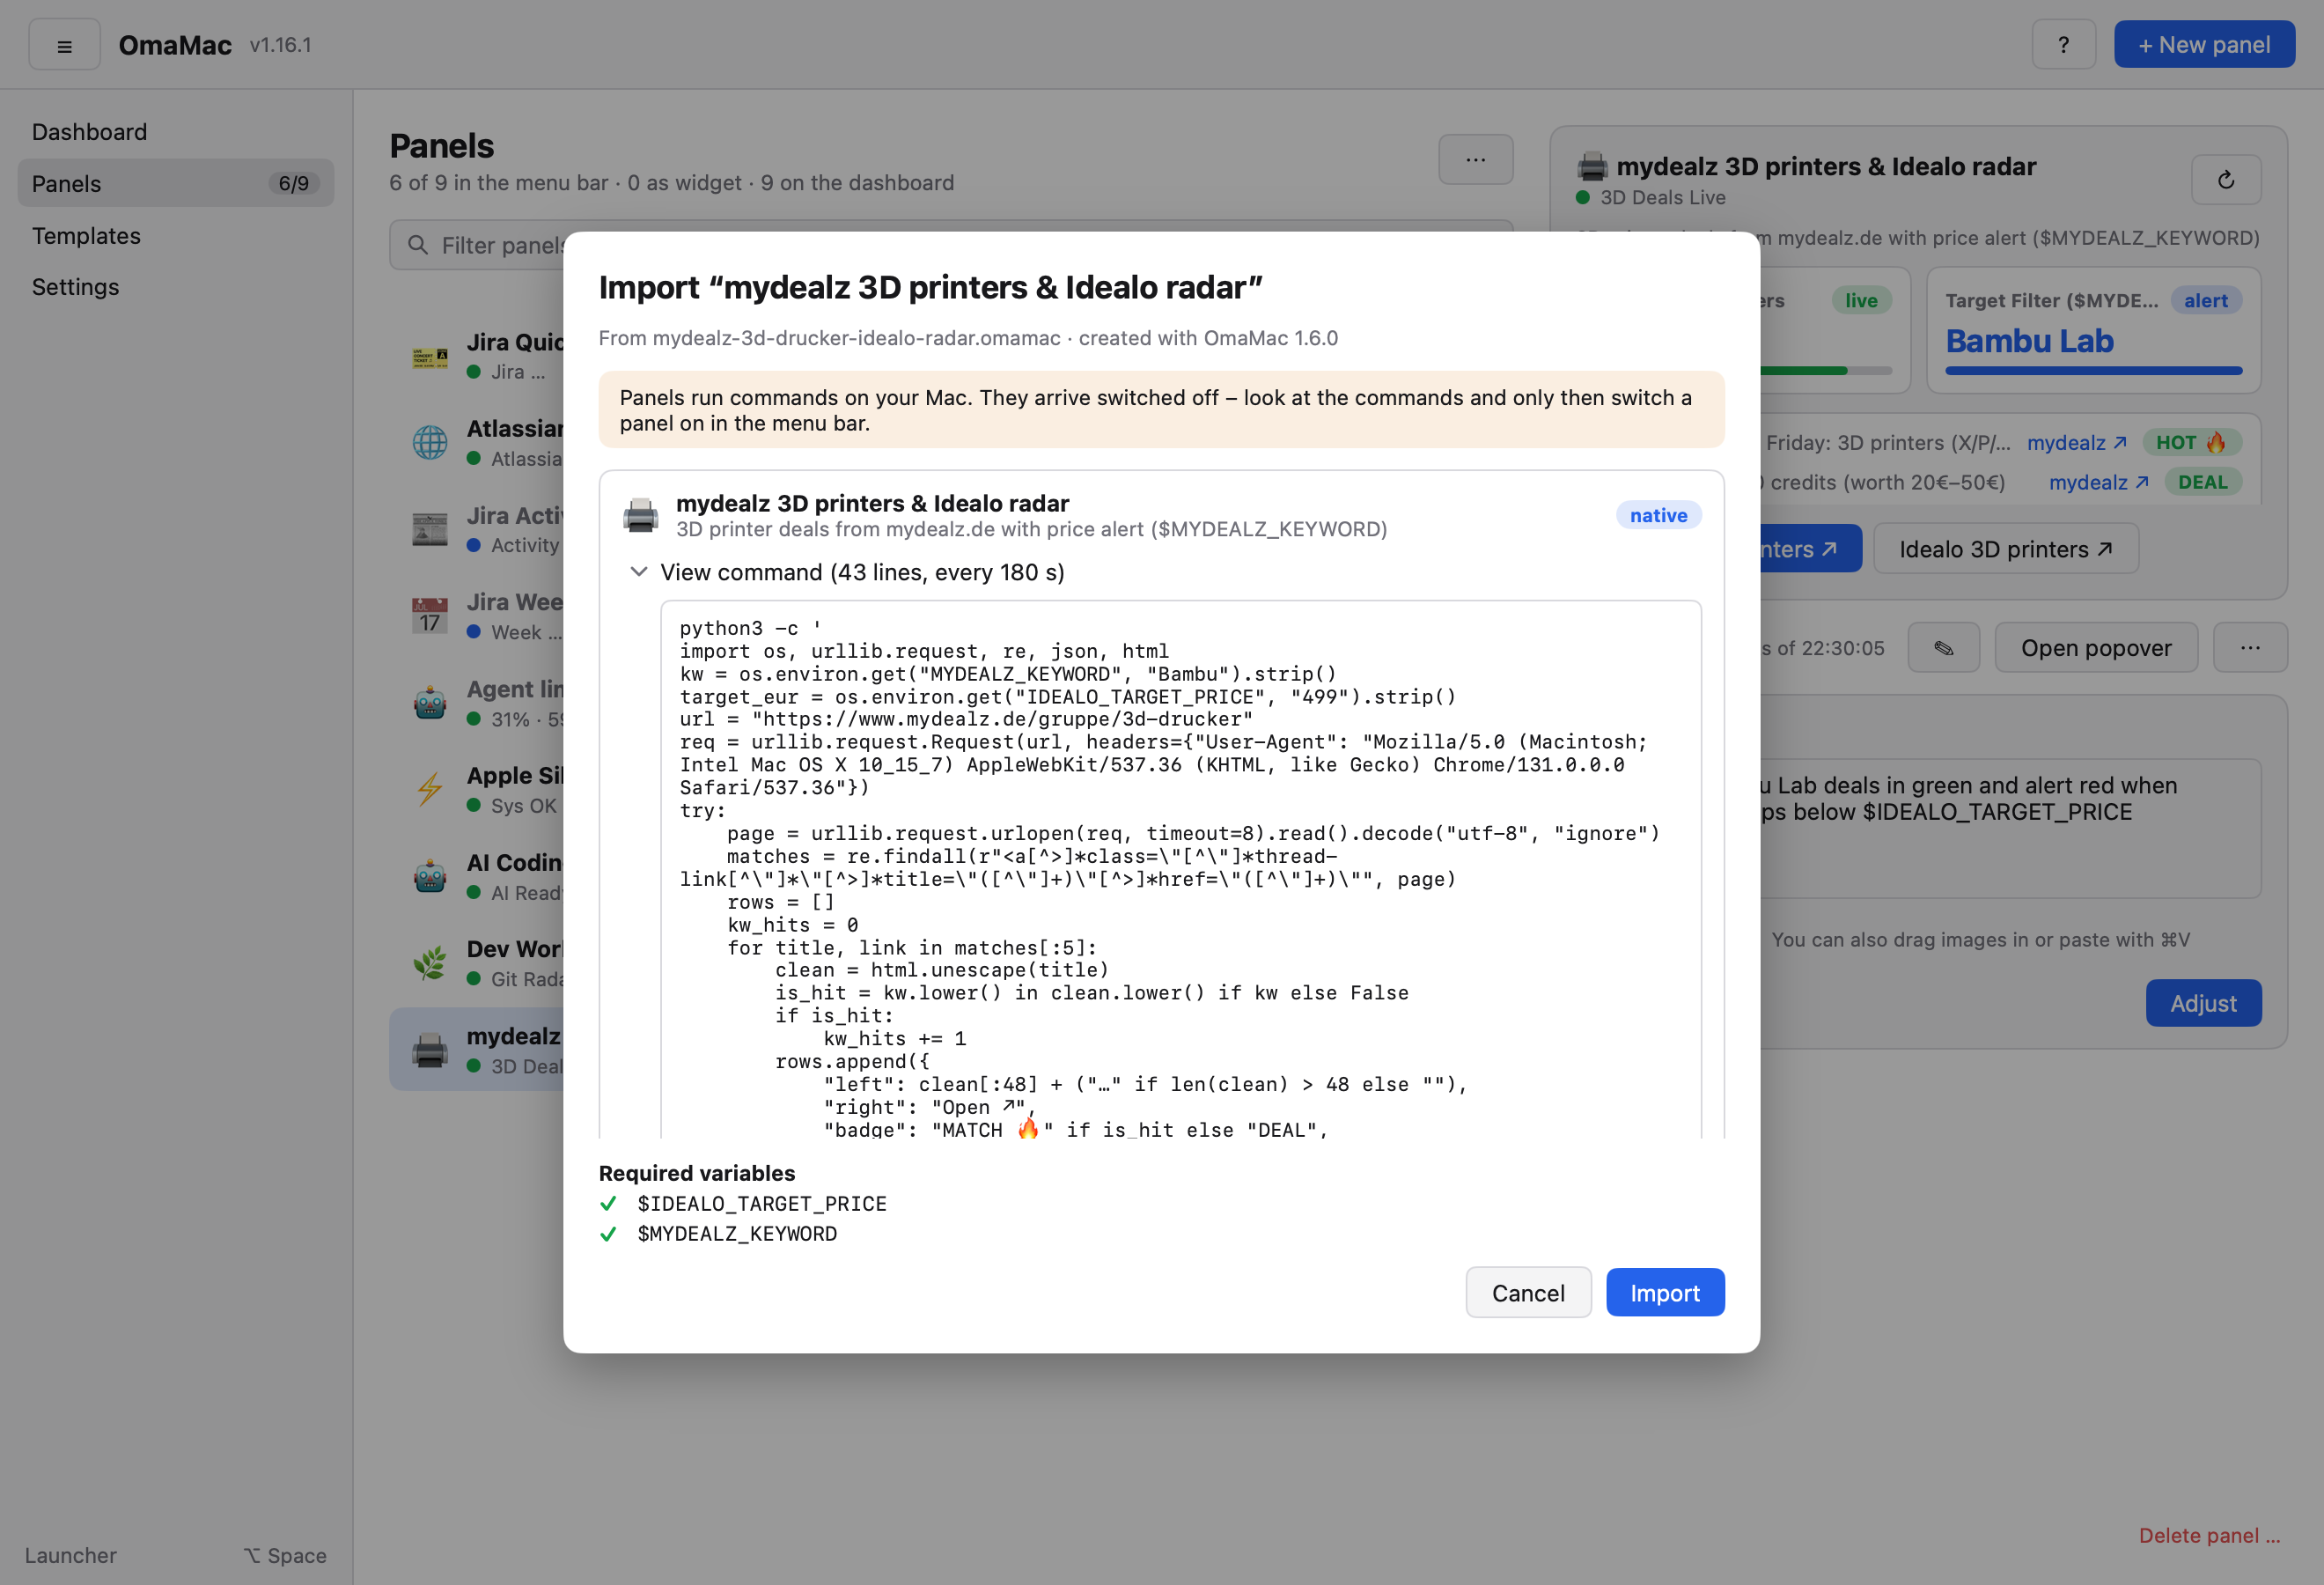 ≡
OmaMac v1.16.1
?
+ New panel
Dashboard
Panels 6/9
Templates
Settings
Launcher ⌥ Space
Panels
6 of 9 in the menu bar · 0 as widget · 9 on the dashboard
...
Filter panels
Jira Quic
Jira ...
Atlassian
Atlassia
Jira Activ
Activity
Jira Wee
Week ...
Agent lim
31% · 59
Apple Sil
Sys OK
AI Codin
AI Read
Dev Wor
Git Rada
mydealz
3D Deal
mydealz 3D printers & Idealo radar
3D Deals Live
↻
m mydealz.de with price alert ($MYDEALZ_KEYWORD)
ers live
Target Filter ($MYDE... alert
Bambu Lab
Friday: 3D printers (X/P/... mydealz ↗ HOT 🔥
credits (worth 20€–50€) mydealz ↗ DEAL
nters ↗
Idealo 3D printers ↗
s of 22:30:05
✎
Open popover
...
u Lab deals in green and alert red when
ps below $IDEALO_TARGET_PRICE
You can also drag images in or paste with ⌘V
Adjust
Delete panel ...
Import “mydealz 3D printers & Idealo radar”
From mydealz-3d-drucker-idealo-radar.omamac · created with OmaMac 1.6.0
Panels run commands on your Mac. They arrive switched off – look at the commands and only then switch a
panel on in the menu bar.
mydealz 3D printers & Idealo radar
3D printer deals from mydealz.de with price alert ($MYDEALZ_KEYWORD)
native
View command (43 lines, every 180 s)
python3 -c '
import os, urllib.request, re, json, html
kw = os.environ.get("MYDEALZ_KEYWORD", "Bambu").strip()
target_eur = os.environ.get("IDEALO_TARGET_PRICE", "499").strip()
url = "https://www.mydealz.de/gruppe/3d-drucker"
req = urllib.request.Request(url, headers={"User-Agent": "Mozilla/5.0 (Macintosh;
Intel Mac OS X 10_15_7) AppleWebKit/537.36 (KHTML, like Gecko) Chrome/131.0.0.0
Safari/537.36"})
try:
    page = urllib.request.urlopen(req, timeout=8).read().decode("utf-8", "ignore")
    matches = re.findall(r"<a[^>]*class=\"[^\"]*thread-
link[^\"]*\"[^>]*title=\"([^\"]+)\"[^>]*href=\"([^\"]+)\"", page)
    rows = []
    kw_hits = 0
    for title, link in matches[:5]:
        clean = html.unescape(title)
        is_hit = kw.lower() in clean.lower() if kw else False
        if is_hit:
            kw_hits += 1
        rows.append({
            "left": clean[:48] + ("…" if len(clean) > 48 else ""),
            "right": "Open ↗",
            "badge": "MATCH 🔥" if is_hit else "DEAL",
Required variables
✓ $IDEALO_TARGET_PRICE
✓ $MYDEALZ_KEYWORD
Cancel
Import